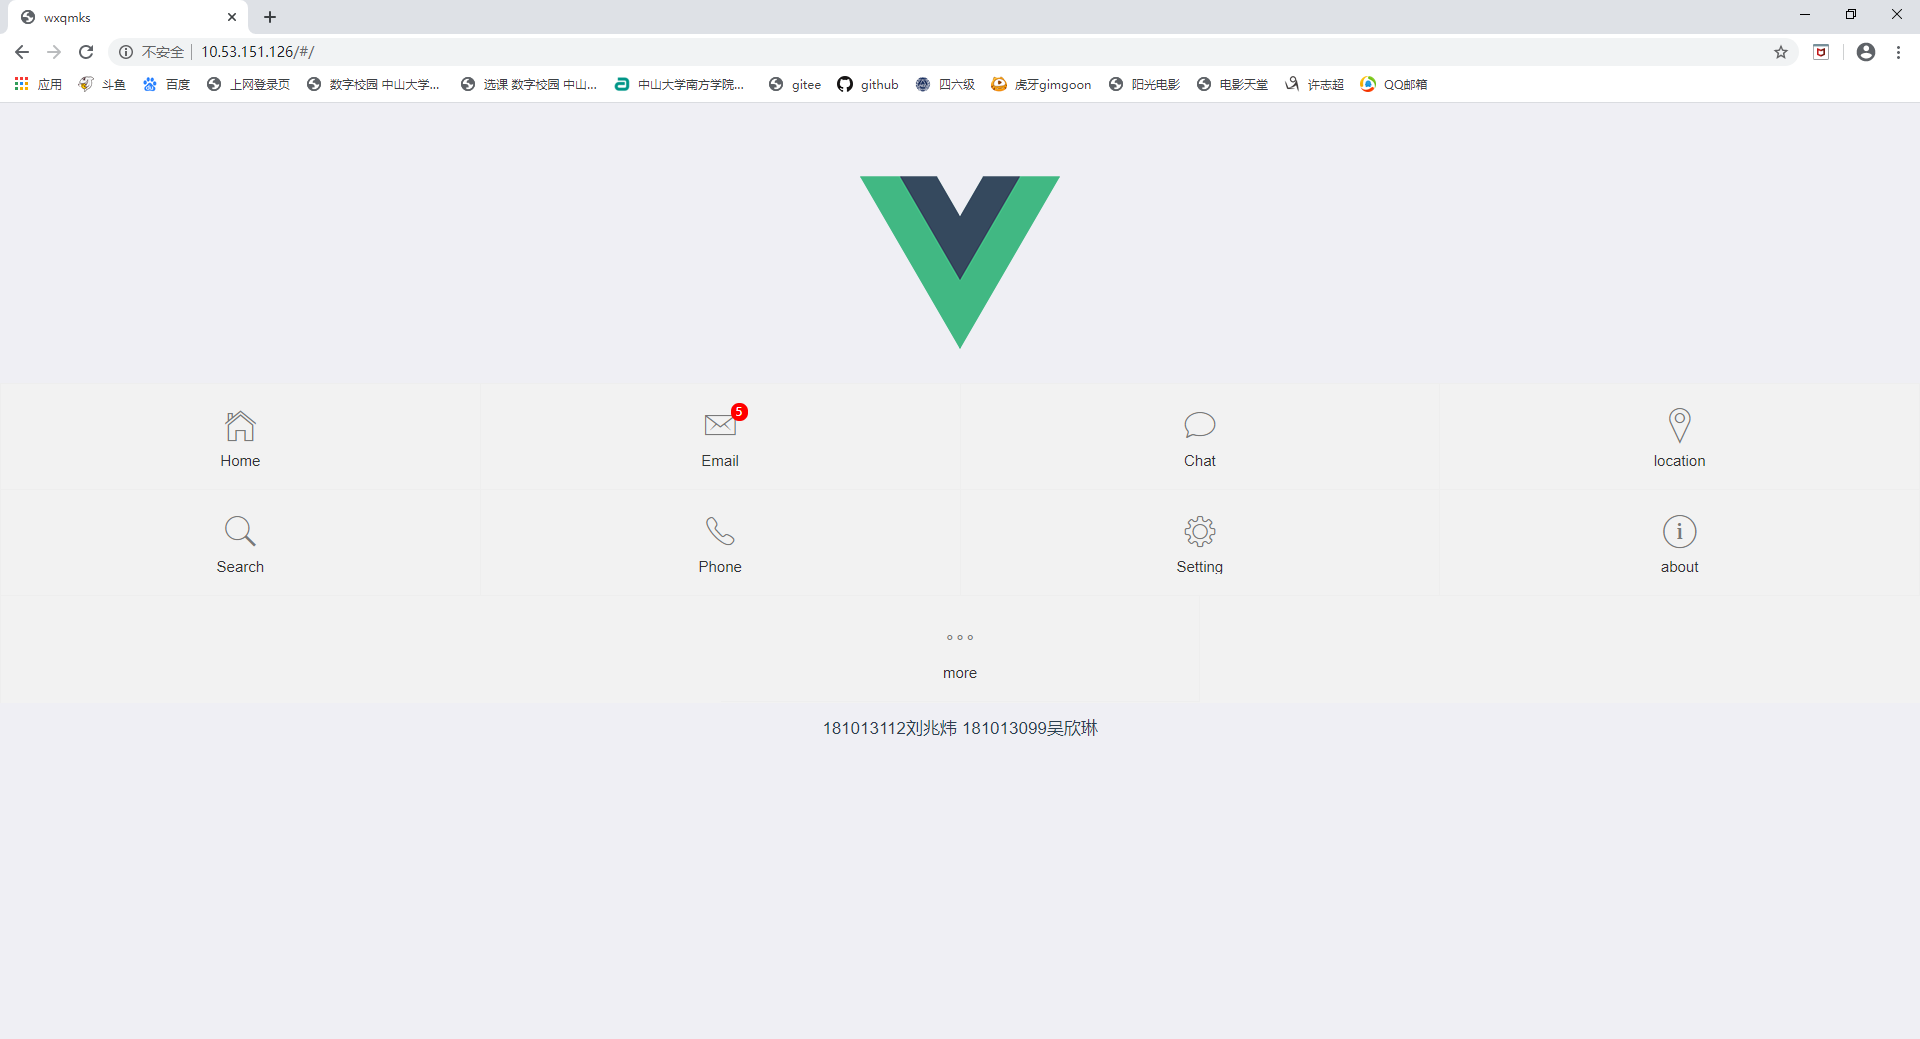 wxqmks
不安全 10.53.151.126/#/
应用 斗鱼 百度 上网登录页 数字校园 中山大学... 选课 数字校园 中山... 中山大学南方学院... gitee github 四六级 虎牙gimgoon 阳光电影 电影天堂 许志超 QQ邮箱
5
Home Email Chat location
Search Phone Setting about
more
181013112刘兆炜 181013099吴欣琳